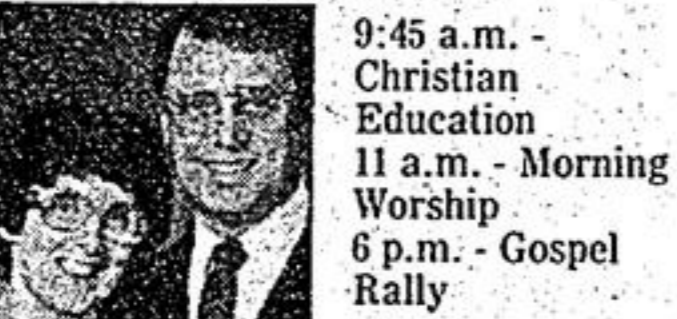 9:45 a.m. -
Christian
Education
11 a.m. - Morning
Worship
6 p.m. - Gospel
Rally